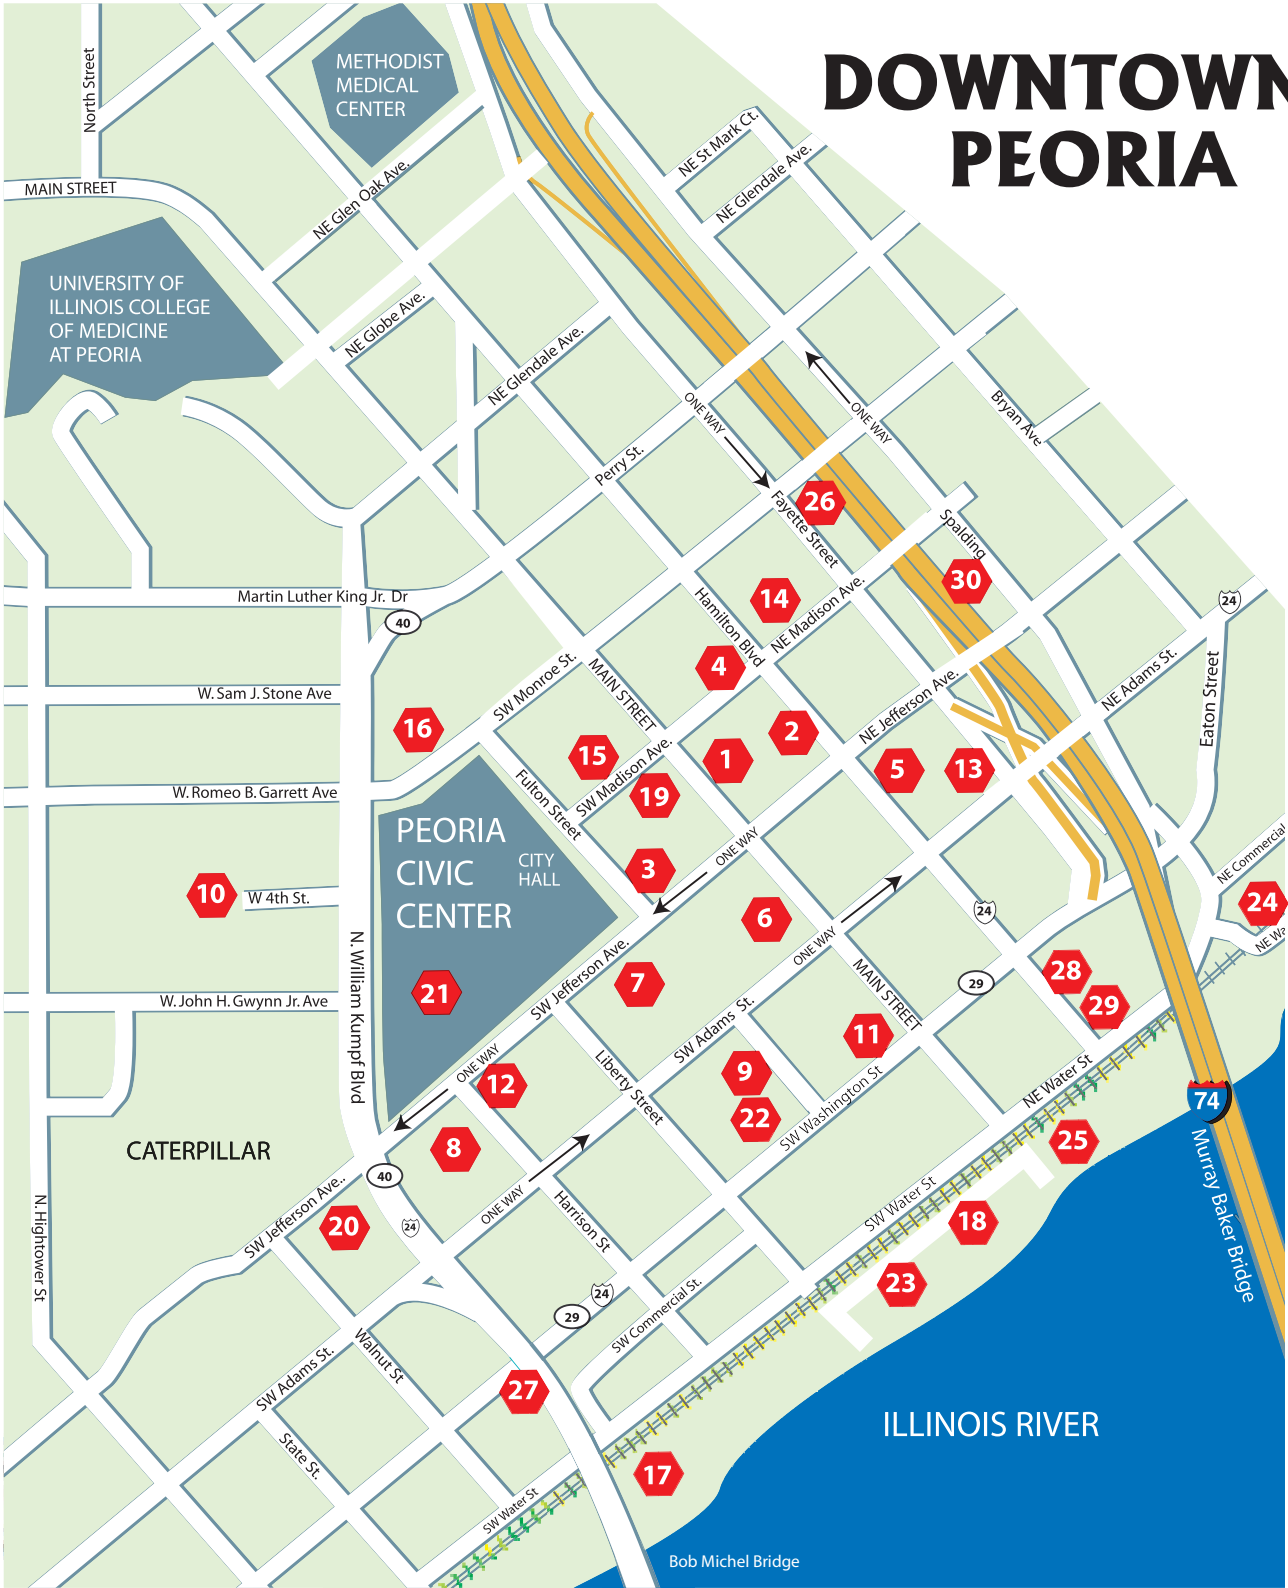 DOWNTOWN
PEORIA
North Street
METHODIST
MEDICAL
CENTER
NE St Mark Ct.
NE Glendale Ave.
MAIN STREET
NE Glen Oak Ave.
UNIVERSITY OF
ILLINOIS COLLEGE
OF MEDICINE
AT PEORIA
NE Globe Ave.
NE Glendale Ave.
ONE WAY
ONE WAY
Bryan Ave
Perry St.
26
Fayette Street
Spalding
30
Martin Luther King Jr. Dr
40
14
Hamilton Blvd
NE Madison Ave.
24
4
W. Sam J. Stone Ave
SW Monroe St.
MAIN STREET
NE Adams St.
Eaton Street
NE Jefferson Ave.
16
2
15
1
5
13
W. Romeo B. Garrett Ave
Fulton Street
SW Madison Ave.
19
PEORIA
CIVIC
CENTER
CITY
HALL
3
ONE WAY
NE Commercial
10
W 4th St.
24
24
6
ONE WAY
NE Wa
N. William Kumpf Blvd
SW Jefferson Ave.
28
29
7
21
29
W. John H. Gwynn Jr. Ave
MAIN STREET
SW Adams St.
11
ONE WAY
12
Liberty Street
9
22
SW Washington St
NE Water St
74
CATERPILLAR
8
25
40
Murray Baker Bridge
N. Hightower St
SW Jefferson Ave..
20
24
ONE WAY
Harrison St
SW Water St
18
23
24
29
SW Commercial St.
Walnut St
SW Adams St.
27
ILLINOIS RIVER
State St.
17
SW Water St
Bob Michel Bridge